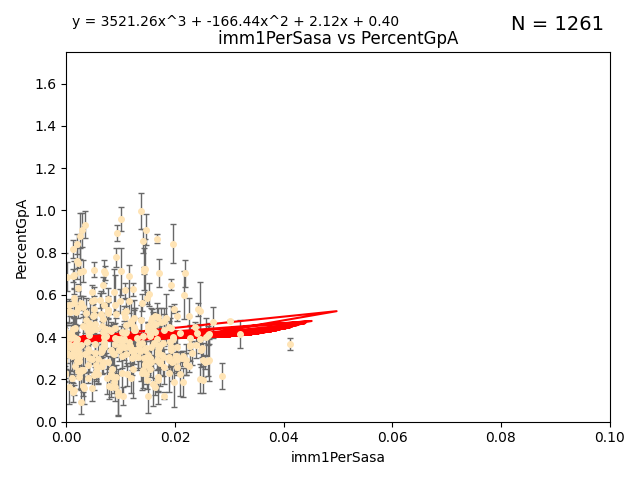 y = 3521.26x^3 + -166.44x^2 + 2.12x + 0.40
N = 1261
imm1PerSasa vs PercentGpA
PercentGpA
1.6
1.4
1.2
1.0
0.8
0.6
0.4
0.2
0.0
0.00 0.02 0.04 0.06 0.08 0.10
imm1PerSasa